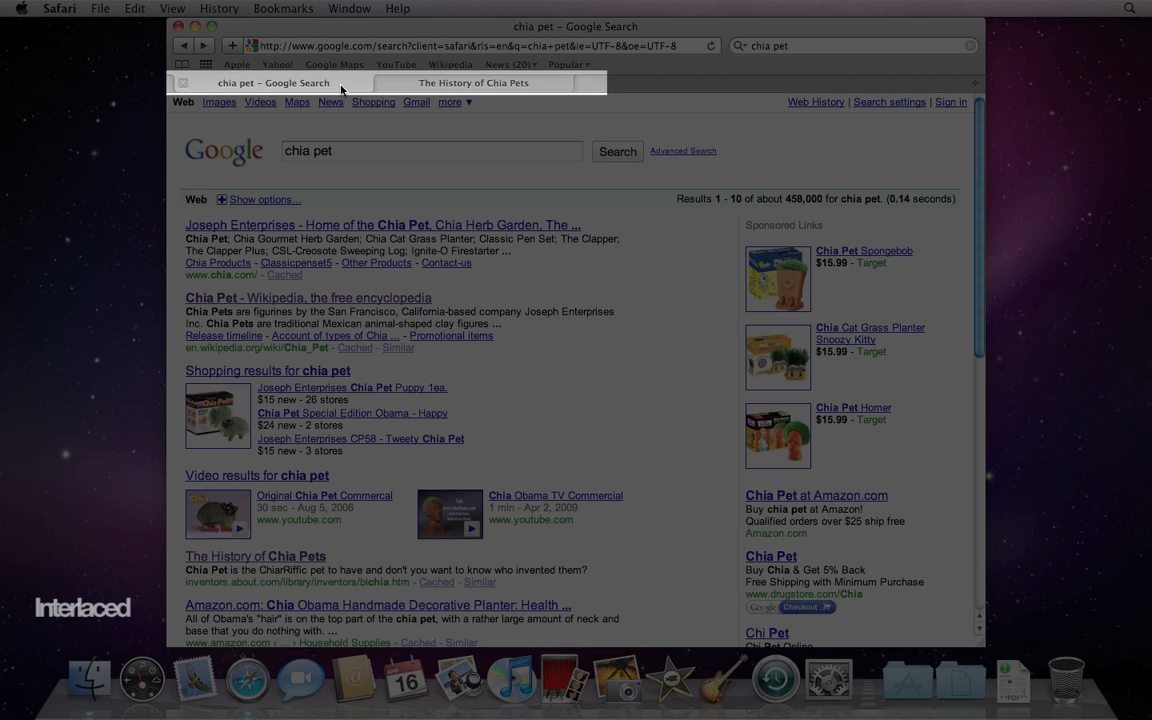 Safari File Edit View History Bookmarks Window Help
chia pet – Google Search
http://www.google.com/search?client=safari&rls=en&q=chia+pet&ie=UTF-8&oe=UTF-8
chia pet
Apple Yahoo! Google Maps YouTube Wikipedia News (20) Popular
chia pet – Google Search
The History of Chia Pets
Web Images Videos Maps News Shopping Gmail more ▼
Web History | Search settings | Sign in
Google
chia pet
Search
Advanced Search
Web Show options...
Results 1 - 10 of about 458,000 for chia pet. (0.14 seconds)
Joseph Enterprises - Home of the Chia Pet, Chia Herb Garden, The ...
Chia Pet; Chia Gourmet Herb Garden; Chia Cat Grass Planter; Classic Pen Set; The Clapper;
The Clapper Plus; CSL-Creosote Sweeping Log; Ignite-O Firestarter ...
Chia Products - Classicpenset5 - Other Products - Contact-us
www.chia.com/ - Cached
Chia Pet - Wikipedia, the free encyclopedia
Chia Pets are figurines by the San Francisco, California-based company Joseph Enterprises
Inc. Chia Pets are traditional Mexican animal-shaped clay figures ...
Release timeline - Account of types of Chia ... - Promotional items
en.wikipedia.org/wiki/Chia_Pet - Cached - Similar
Shopping results for chia pet
Joseph Enterprises Chia Pet Puppy 1ea.
$15 new - 26 stores
Chia Pet Special Edition Obama - Happy
$24 new - 2 stores
Joseph Enterprises CP58 - Tweety Chia Pet
$15 new - 3 stores
Video results for chia pet
Original Chia Pet Commercal
30 sec - Aug 5, 2006
www.youtube.com
Chia Obama TV Commercial
1 min - Apr 2, 2009
www.youtube.com
The History of Chia Pets
Chia Pet is the ChiarRiffic pet to have and don't you want to know who invented them?
inventors.about.com/library/inventors/blchia.htm - Cached - Similar
Amazon.com: Chia Obama Handmade Decorative Planter: Health ...
All of Obama's "hair" is on the top part of the chia pet, with a rather large amount of neck and
base that you do nothing with. ...
www.amazon.com › ... › Household Supplies - Cached - Similar
Sponsored Links
Chia Pet Spongebob
$15.99 - Target
Chia Cat Grass Planter
Snoozy Kitty
$15.99 - Target
Chia Pet Homer
$15.99 - Target
Chia Pet at Amazon.com
Buy chia pet at Amazon!
Qualified orders over $25 ship free
Amazon.com
Chia Pet
Buy Chia & Get 5% Back
Free Shipping with Minimum Purchase
www.drugstore.com/Chia
Google Checkout
Chi Pet
Chi Pet Online
Interlaced
16